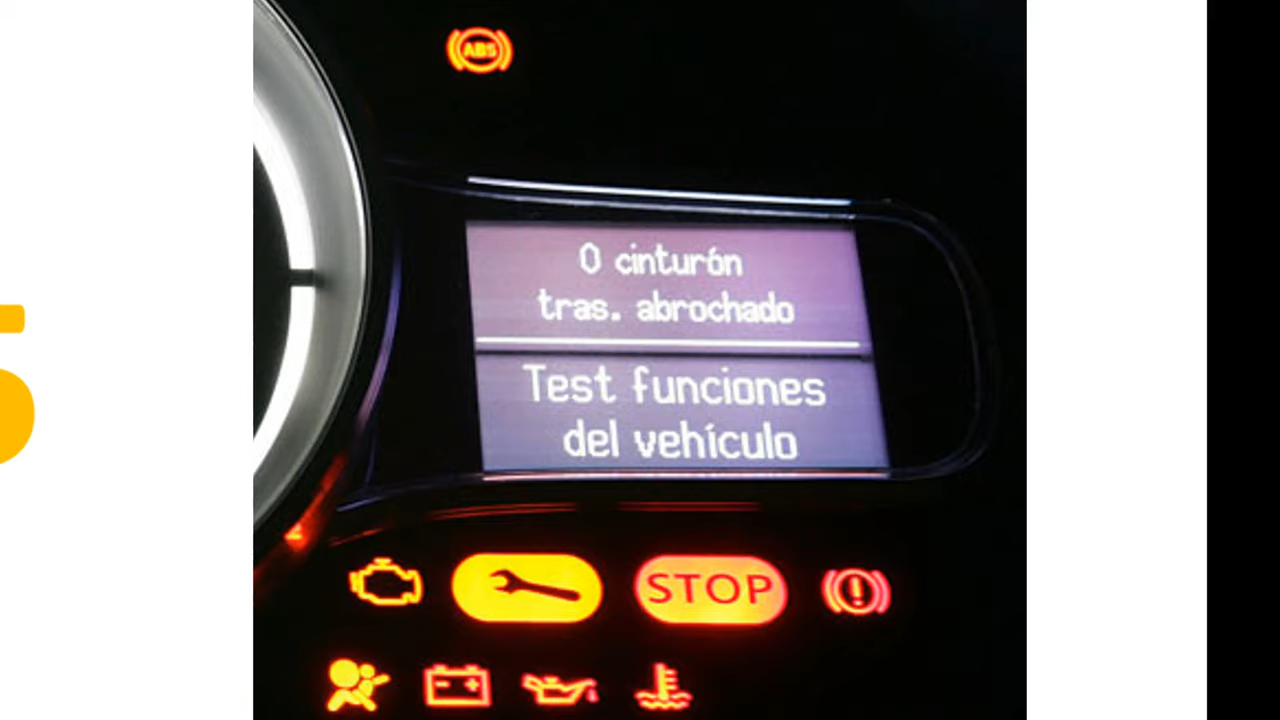 ABS
0 cinturón
tras. abrochado
Test funciones
del vehículo
STOP